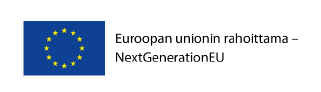 Euroopan unionin rahoittama –
NextGenerationEU